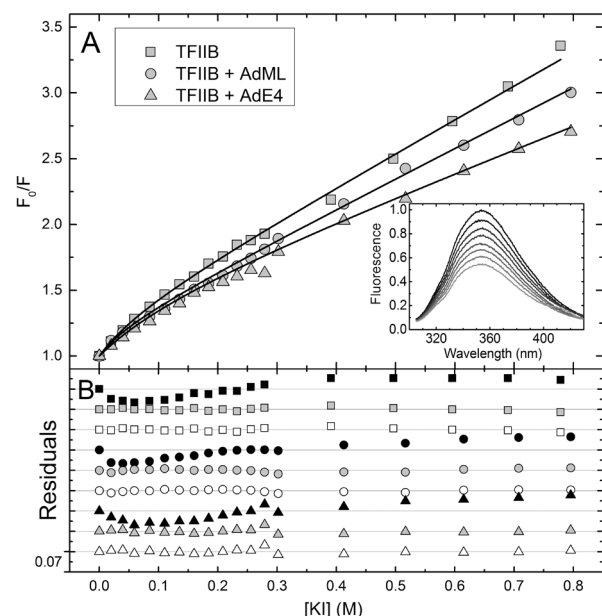 A
TFIIB
TFIIB + AdML
TFIIB + AdE4
F₀/F
3.5
3.0
2.5
2.0
1.5
1.0
Fluorescence
1.0
0.8
0.6
0.4
0.2
0.0
320 360 400
Wavelength (nm)
B
Residuals
0.07
0.0 0.1 0.2 0.3 0.4 0.5 0.6 0.7 0.8
[KI] (M)